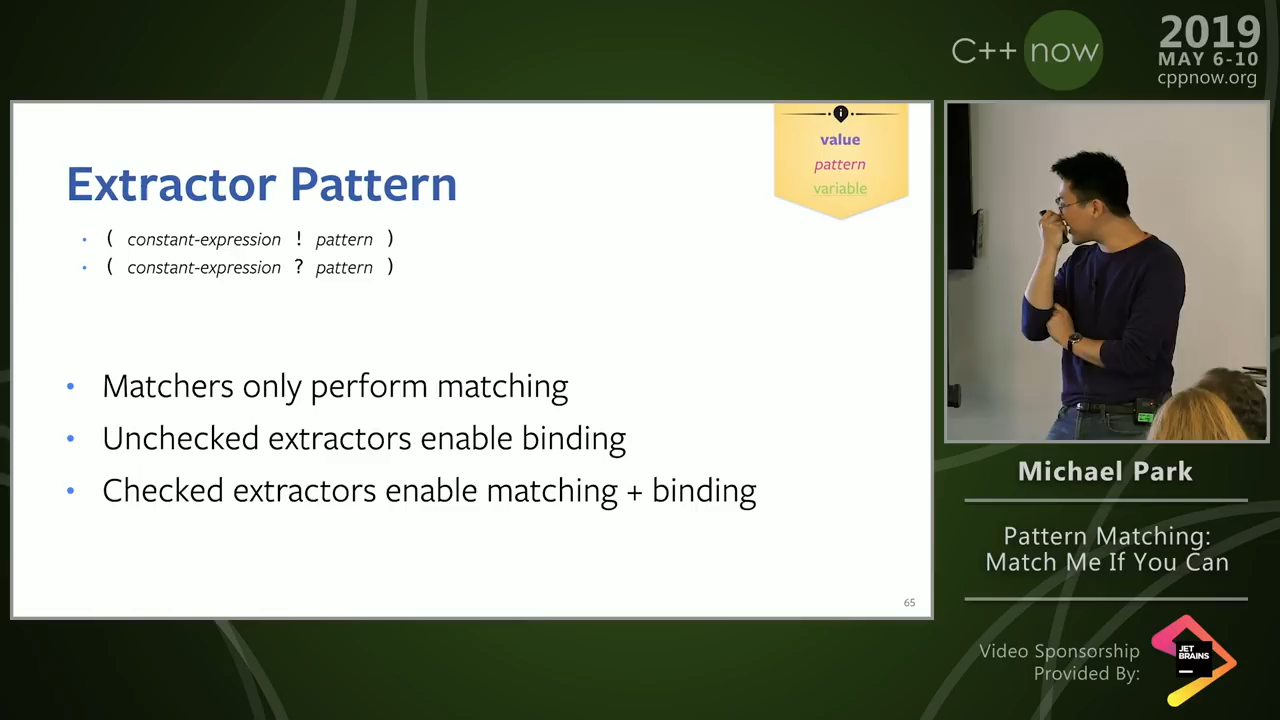 C++ now
2019
MAY 6-10
cppnow.org
i
value
pattern
variable
Extractor Pattern
• ( constant-expression ! pattern )
• ( constant-expression ? pattern )
• Matchers only perform matching
• Unchecked extractors enable binding
• Checked extractors enable matching + binding
65
Michael Park
Pattern Matching:
Match Me If You Can
Video Sponsorship
Provided By:
JET
BRAINS